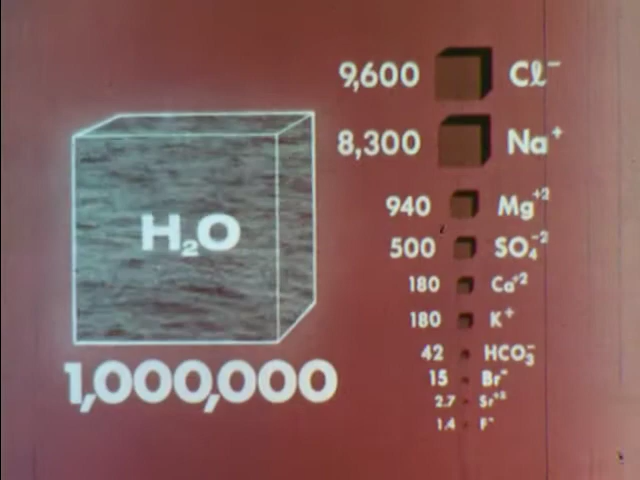 9,600 Cl⁻
8,300 Na⁺
940 Mg⁺²
500 SO₄⁻²
180 Ca⁺²
180 K⁺
42 HCO₃⁻
15 Br⁻
2.7 Sr⁺²
1.4 F⁻
H₂O
1,000,000